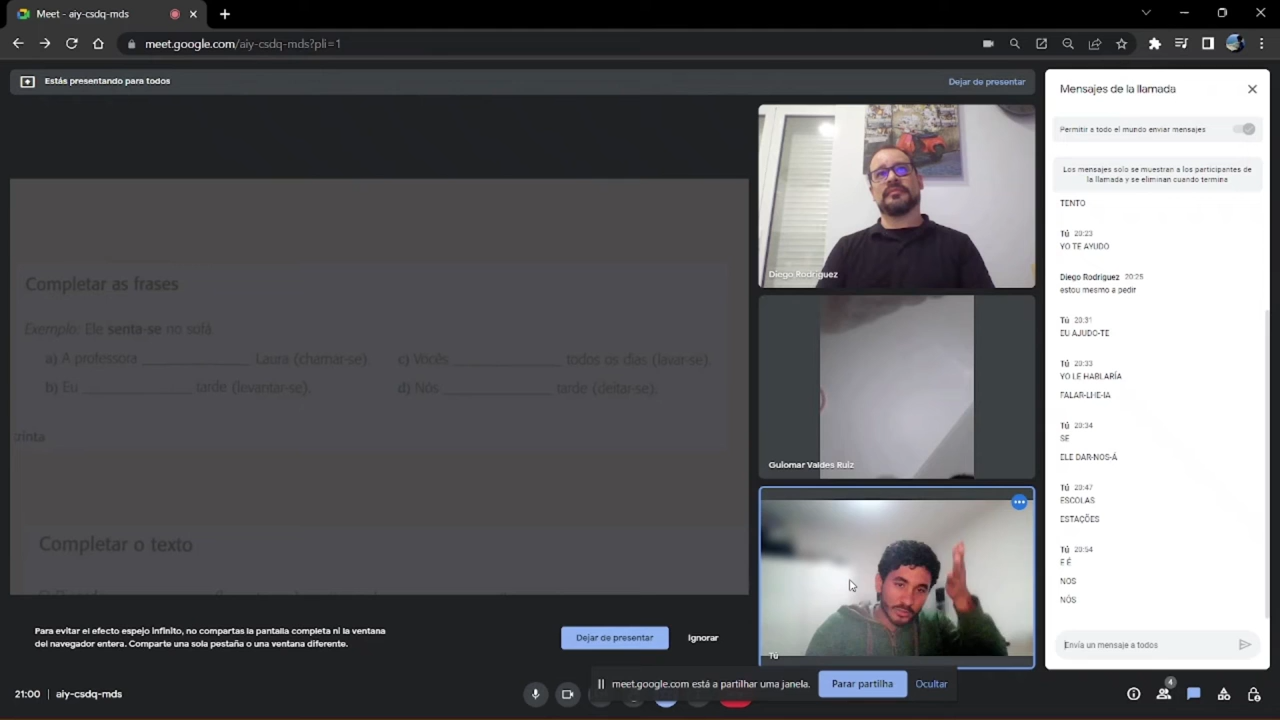 Meet - aiy-csdq-mds
meet.google.com/aiy-csdq-mds?pli=1
Estás presentando para todos
Dejar de presentar
Completar as frases
Exemplo: Ele senta-se no sofá.
a) A professora ____________ Laura (chamar-se).
c) Vocês ____________ todos os dias (lavar-se).
b) Eu ____________ tarde (levantar-se).
d) Nós ____________ tarde (deitar-se).
trinta
Completar o texto
Para evitar el efecto espejo infinito, no compartas la pantalla completa ni la ventana
del navegador entera. Comparte una sola pestaña o una ventana diferente.
Dejar de presentar
Ignorar
Diego Rodriguez
Guiomar Valdes Ruiz
Tú
meet.google.com está a partilhar uma janela.
Parar partilha
Ocultar
21:00 | aiy-csdq-mds
Mensajes de la llamada
Permitir a todo el mundo enviar mensajes
Los mensajes solo se muestran a los participantes de
la llamada y se eliminan cuando termina
TENTO
Tú 20:23
YO TE AYUDO
Diego Rodriguez 20:25
estou mesmo a pedir
Tú 20:31
EU AJUDO-TE
Tú 20:33
YO LE HABLARÍA
FALAR-LHE-IA
Tú 20:34
SE
ELE DAR-NOS-Á
Tú 20:47
ESCOLAS
ESTAÇÕES
Tú 20:54
E É
NOS
NÓS
Envía un mensaje a todos
4